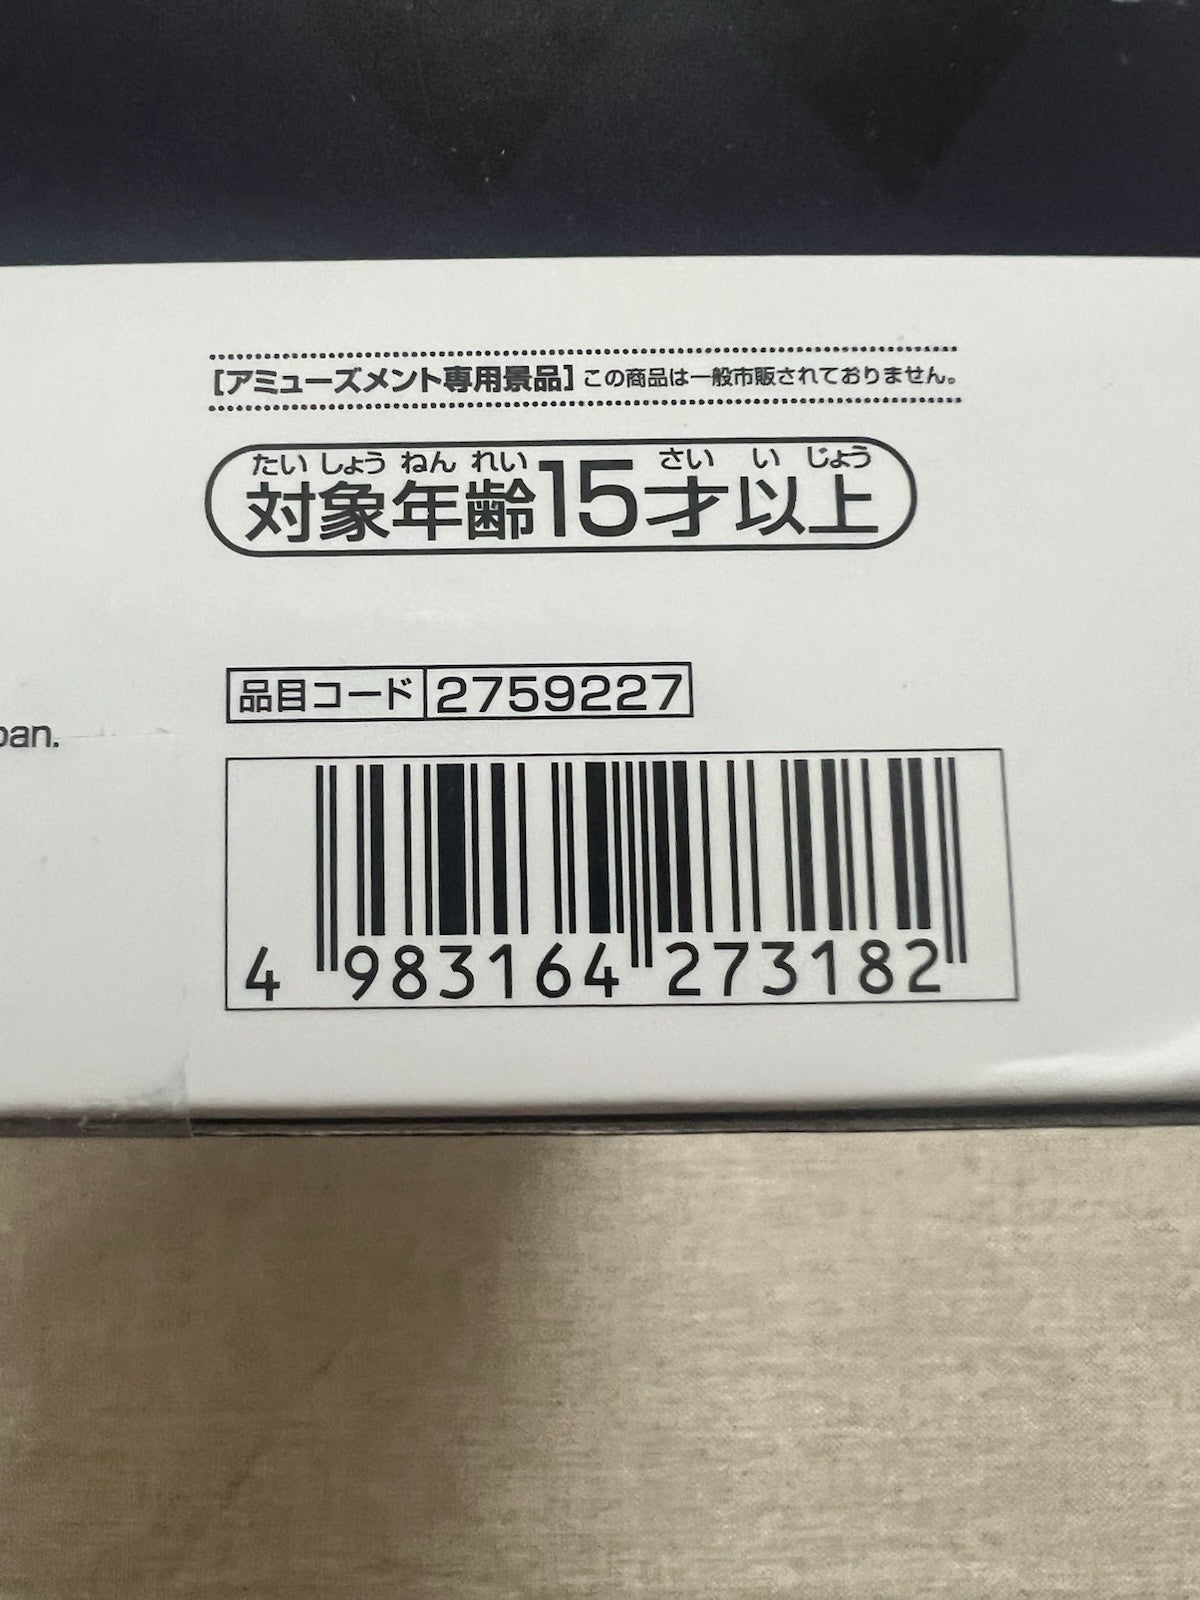 [アミューズメント専用景品] この商品は一般市販されておりません。
たいしょうねんれい さい い じょう
対象年齢15才以上
品目コード 2759227
pan.
4 983164 273182